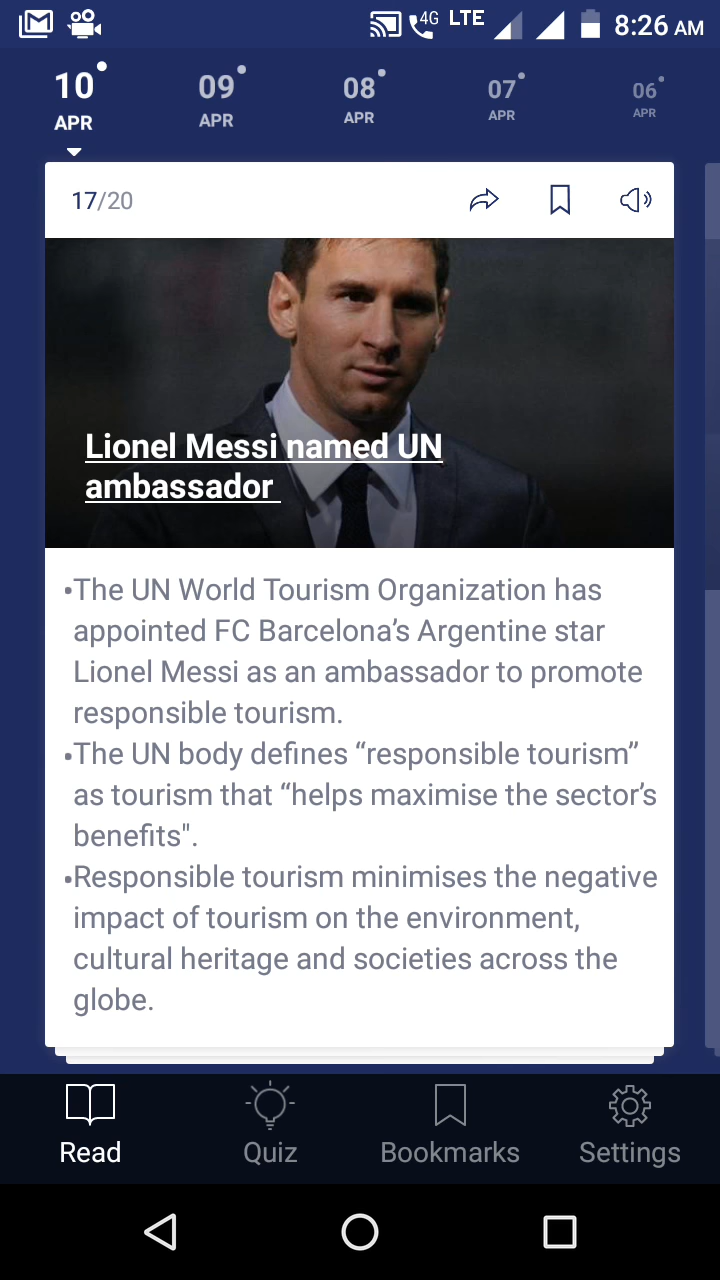 4G LTE 8:26 AM
10 09 08 07 06
APR APR APR APR APR
17/20
Lionel Messi named UN
ambassador
•The UN World Tourism Organization has
appointed FC Barcelona’s Argentine star
Lionel Messi as an ambassador to promote
responsible tourism.
•The UN body defines “responsible tourism”
as tourism that “helps maximise the sector’s
benefits".
•Responsible tourism minimises the negative
impact of tourism on the environment,
cultural heritage and societies across the
globe.
Read Quiz Bookmarks Settings